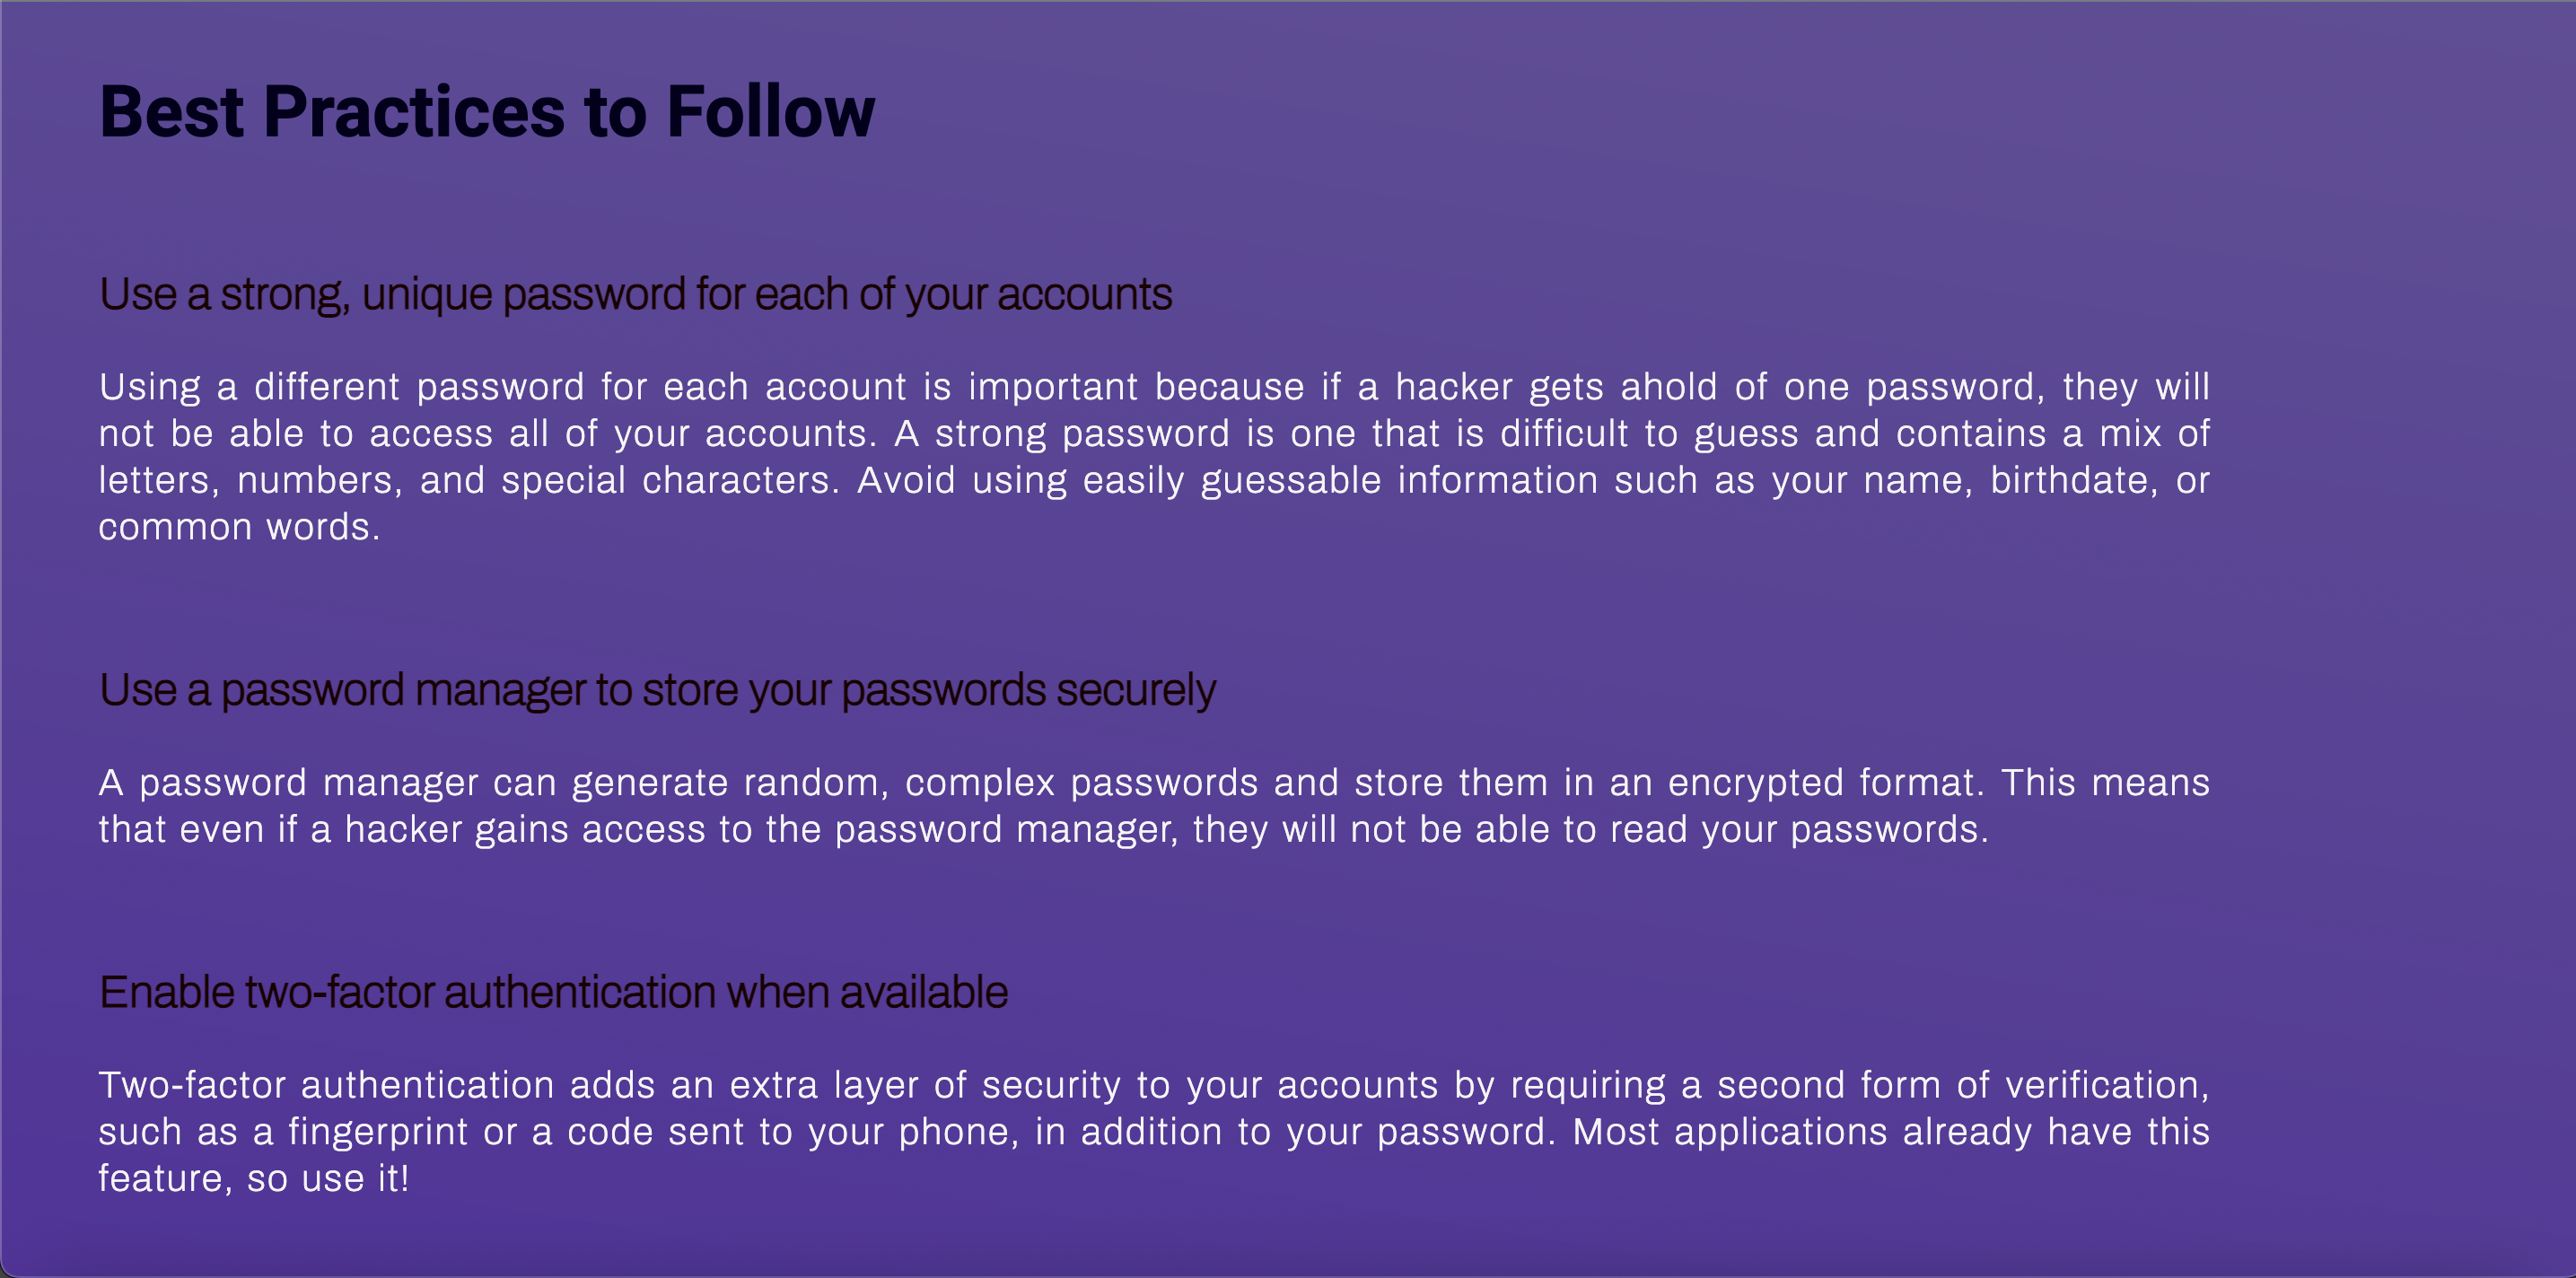 Best Practices to Follow
Use a strong, unique password for each of your accounts
Using a different password for each account is important because if a hacker gets ahold of one password, they will
not be able to access all of your accounts. A strong password is one that is difficult to guess and contains a mix of
letters, numbers, and special characters. Avoid using easily guessable information such as your name, birthdate, or
common words.
Use a password manager to store your passwords securely
A password manager can generate random, complex passwords and store them in an encrypted format. This means
that even if a hacker gains access to the password manager, they will not be able to read your passwords.
Enable two-factor authentication when available
Two-factor authentication adds an extra layer of security to your accounts by requiring a second form of verification,
such as a fingerprint or a code sent to your phone, in addition to your password. Most applications already have this
feature, so use it!